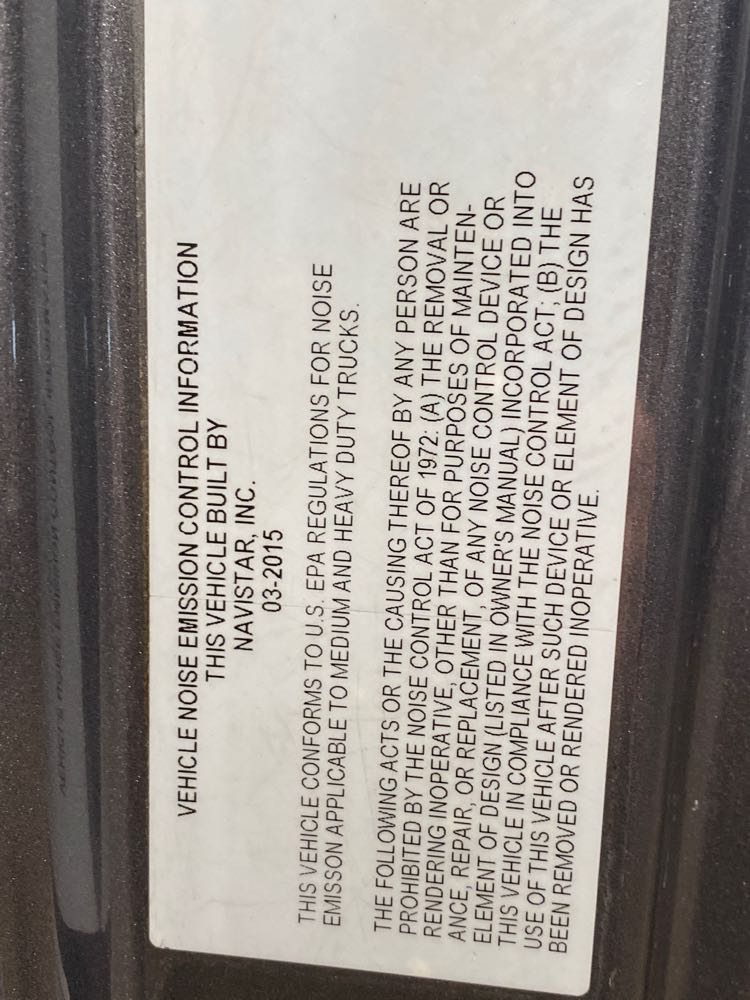 VEHICLE NOISE EMISSION CONTROL INFORMATION
THIS VEHICLE BUILT BY
NAVISTAR, INC.
03-2015
THIS VEHICLE CONFORMS TO U.S. EPA REGULATIONS FOR NOISE
EMISSON APPLICABLE TO MEDIUM AND HEAVY DUTY TRUCKS.
THE FOLLOWING ACTS OR THE CAUSING THEREOF BY ANY PERSON ARE
PROHIBITED BY THE NOISE CONTROL ACT OF 1972: (A) THE REMOVAL OR
RENDERING INOPERATIVE, OTHER THAN FOR PURPOSES OF MAINTEN-
ANCE, REPAIR, OR REPLACEMENT, OF ANY NOISE CONTROL DEVICE OR
ELEMENT OF DESIGN (LISTED IN OWNER'S MANUAL) INCORPORATED INTO
THIS VEHICLE IN COMPLIANCE WITH THE NOISE CONTROL ACT; (B) THE
USE OF THIS VEHICLE AFTER SUCH DEVICE OR ELEMENT OF DESIGN HAS
BEEN REMOVED OR RENDERED INOPERATIVE.